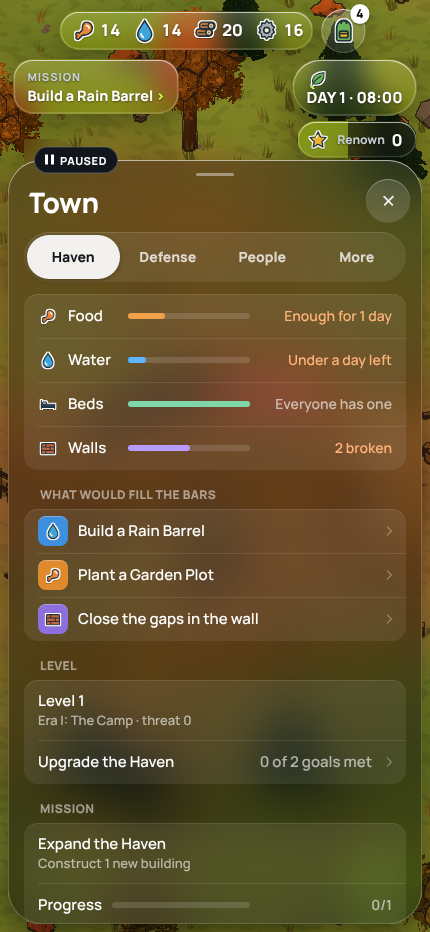 14 14 20 16 4
MISSION
Build a Rain Barrel ›
DAY 1 · 08:00
Renown 0
PAUSED
Town
Haven Defense People More
Food Enough for 1 day
Water Under a day left
Beds Everyone has one
Walls 2 broken
WHAT WOULD FILL THE BARS
Build a Rain Barrel
Plant a Garden Plot
Close the gaps in the wall
LEVEL
Level 1
Era I: The Camp · threat 0
Upgrade the Haven 0 of 2 goals met
MISSION
Expand the Haven
Construct 1 new building
Progress 0/1